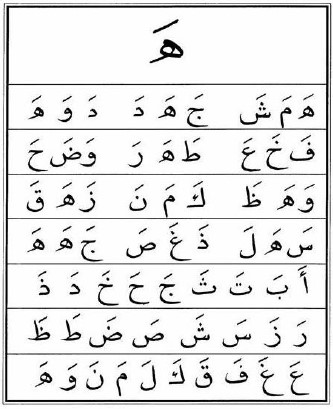 هَ
هَ مَ شَ جَ هَ دَ دَ وَ هَ
فَ خَ عَ طَ هَ رَ وَ ضَ حَ
وَ هَ ظَ كَ مَ نَ زَ هَ قَ
سَ هَ لَ ذَ غَ صَ جَ هَ هَ
أَ بَ تَ ثَ جَ حَ خَ دَ ذَ
رَ زَ سَ شَ صَ ضَ طَ ظَ
عَ غَ فَ قَ كَ لَ مَ نَ وَ هَ